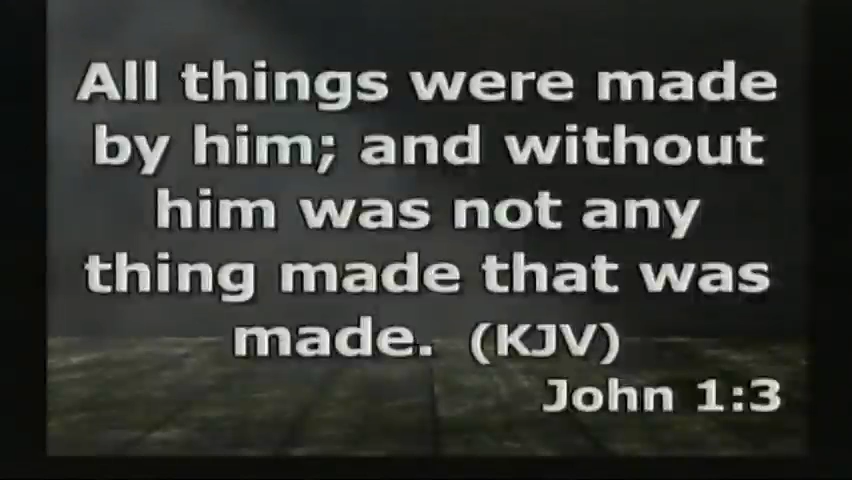 All things were made
by him; and without
him was not any
thing made that was
made. (KJV)
John 1:3